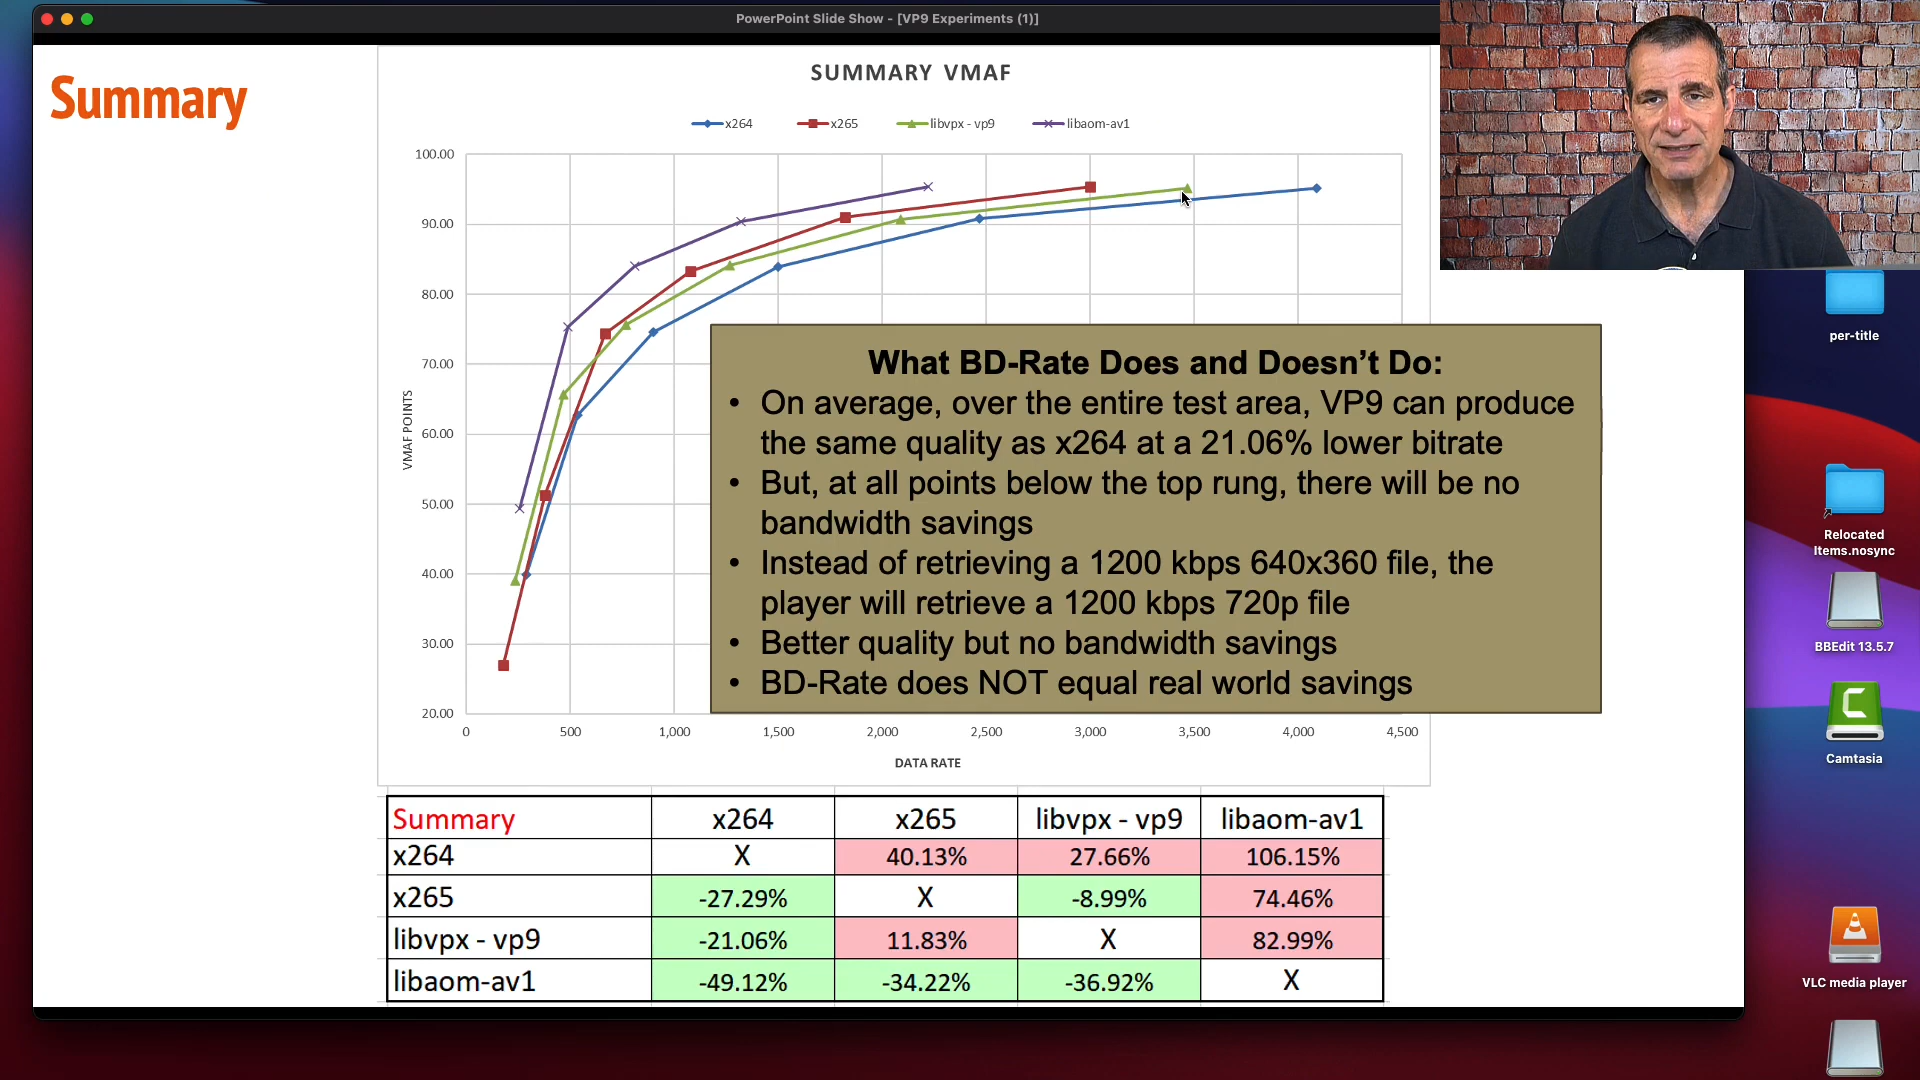 PowerPoint Slide Show - [VP9 Experiments (1)]
Summary
SUMMARY VMAF
x264 x265 libvpx - vp9 libaom-av1
100.00
90.00
80.00
70.00
60.00
50.00
40.00
30.00
20.00
VMAF POINTS
0 500 1,000 1,500 2,000 2,500 3,000 3,500 4,000 4,500
DATA RATE
What BD-Rate Does and Doesn’t Do:
• On average, over the entire test area, VP9 can produce
the same quality as x264 at a 21.06% lower bitrate
• But, at all points below the top rung, there will be no
bandwidth savings
• Instead of retrieving a 1200 kbps 640x360 file, the
player will retrieve a 1200 kbps 720p file
• Better quality but no bandwidth savings
• BD-Rate does NOT equal real world savings
Summary x264 x265 libvpx - vp9 libaom-av1
x264 X 40.13% 27.66% 106.15%
x265 -27.29% X -8.99% 74.46%
libvpx - vp9 -21.06% 11.83% X 82.99%
libaom-av1 -49.12% -34.22% -36.92% X
per-title
Relocated
Items.nosync
BBEdit 13.5.7
C
Camtasia
VLC media player